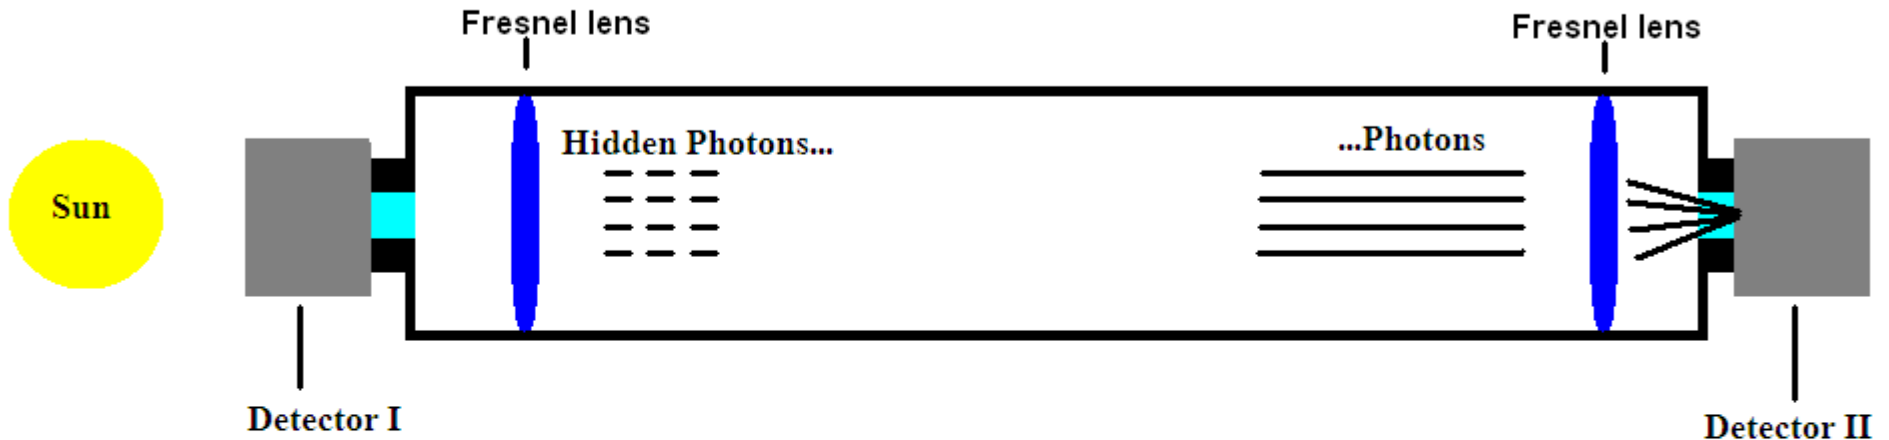 Fresnel lens
Fresnel lens
Hidden Photons...
...Photons
Sun
Detector I
Detector II